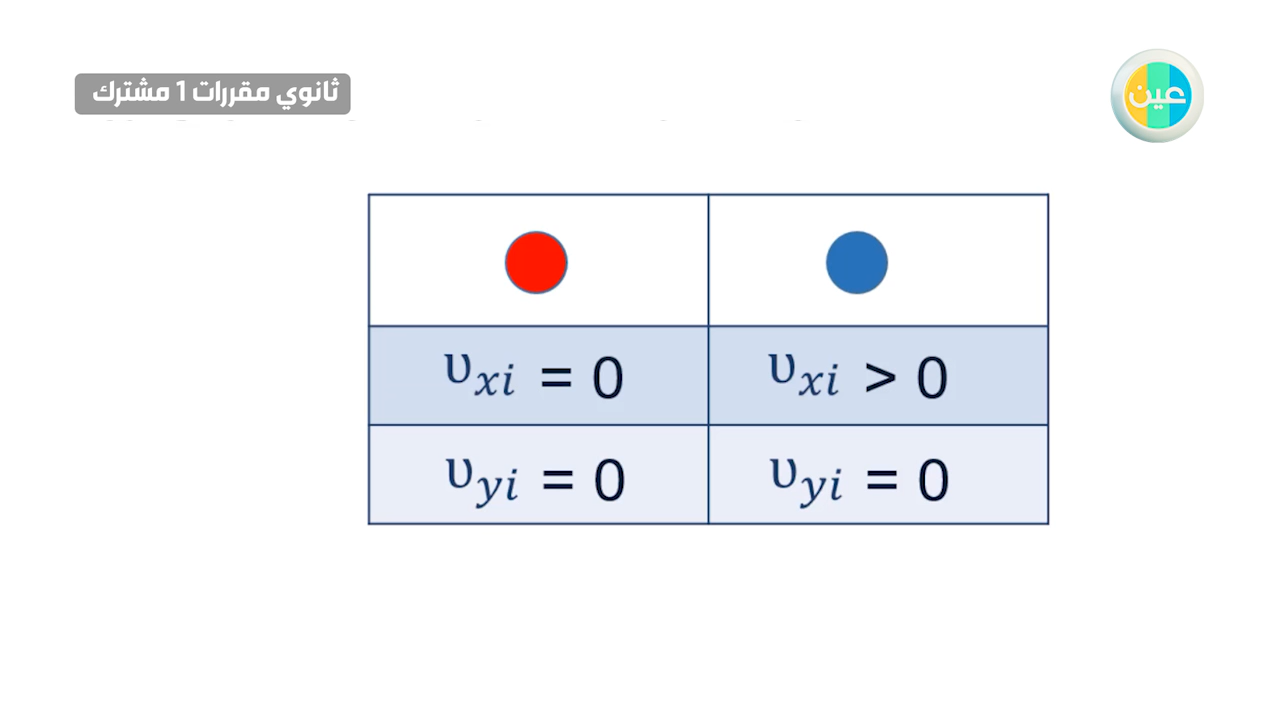 ثانوي مقررات 1 مشترك
عين
υxi = 0
υxi > 0
υyi = 0
υyi = 0